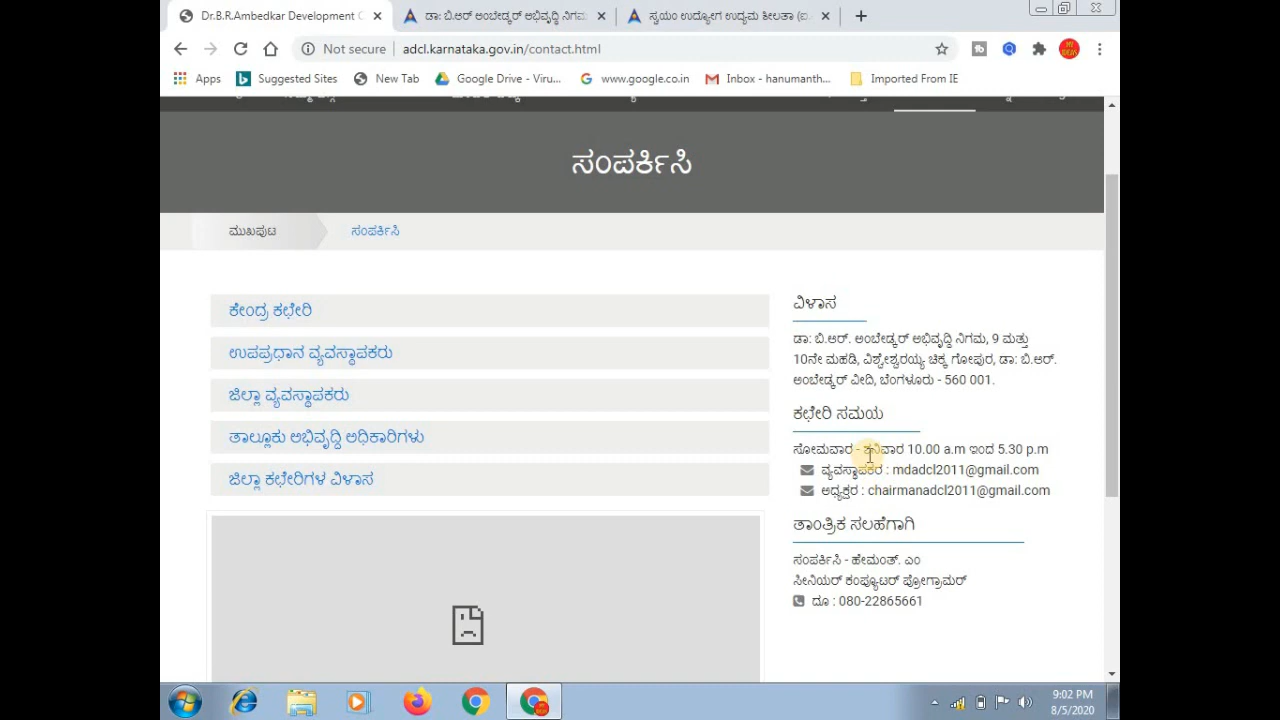 Dr.B.R.Ambedkar Development C
ಡಾ: ಬಿ.ಆರ್ ಅಂಬೇಡ್ಕರ್ ಅಭಿವೃದ್ಧಿ ನಿಗಮ
ಸ್ವಯಂ ಉದ್ಯೋಗ ಉದ್ಯಮ ಶೀಲತಾ (ಐ.
Not secure
adcl.karnataka.gov.in/contact.html
Apps
Suggested Sites
New Tab
Google Drive - Viru...
www.google.co.in
Inbox - hanumanth...
Imported From IE
ಸಂಪರ್ಕಿಸಿ
ಮುಖಪುಟ
ಸಂಪರ್ಕಿಸಿ
ಕೇಂದ್ರ ಕಛೇರಿ
ಉಪಪ್ರಧಾನ ವ್ಯವಸ್ಥಾಪಕರು
ಜಿಲ್ಲಾ ವ್ಯವಸ್ಥಾಪಕರು
ತಾಲ್ಲೂಕು ಅಭಿವೃದ್ಧಿ ಅಧಿಕಾರಿಗಳು
ಜಿಲ್ಲಾ ಕಛೇರಿಗಳ ವಿಳಾಸ
ವಿಳಾಸ
ಡಾ: ಬಿ.ಆರ್. ಅಂಬೇಡ್ಕರ್ ಅಭಿವೃದ್ಧಿ ನಿಗಮ, 9 ಮತ್ತು
10ನೇ ಮಹಡಿ, ವಿಶ್ವೇಶ್ವರಯ್ಯ ಚಿಕ್ಕ ಗೋಪುರ, ಡಾ: ಬಿ.ಆರ್.
ಅಂಬೇಡ್ಕರ್ ವೀದಿ, ಬೆಂಗಳೂರು - 560 001.
ಕಛೇರಿ ಸಮಯ
ಸೋಮವಾರ - ಶನಿವಾರ 10.00 a.m ಇಂದ 5.30 p.m
ವ್ಯವಸ್ಥಾಪಕರ : mdadcl2011@gmail.com
ಅಧ್ಯಕ್ಷರ : chairmanadcl2011@gmail.com
ತಾಂತ್ರಿಕ ಸಲಹೆಗಾಗಿ
ಸಂಪರ್ಕಿಸಿ - ಹೇಮಂತ್. ಎಂ
ಸೀನಿಯರ್ ಕಂಪ್ಯೂಟರ್ ಪ್ರೋಗ್ರಾಮರ್
ದೂ : 080-22865661
9:02 PM
8/5/2020